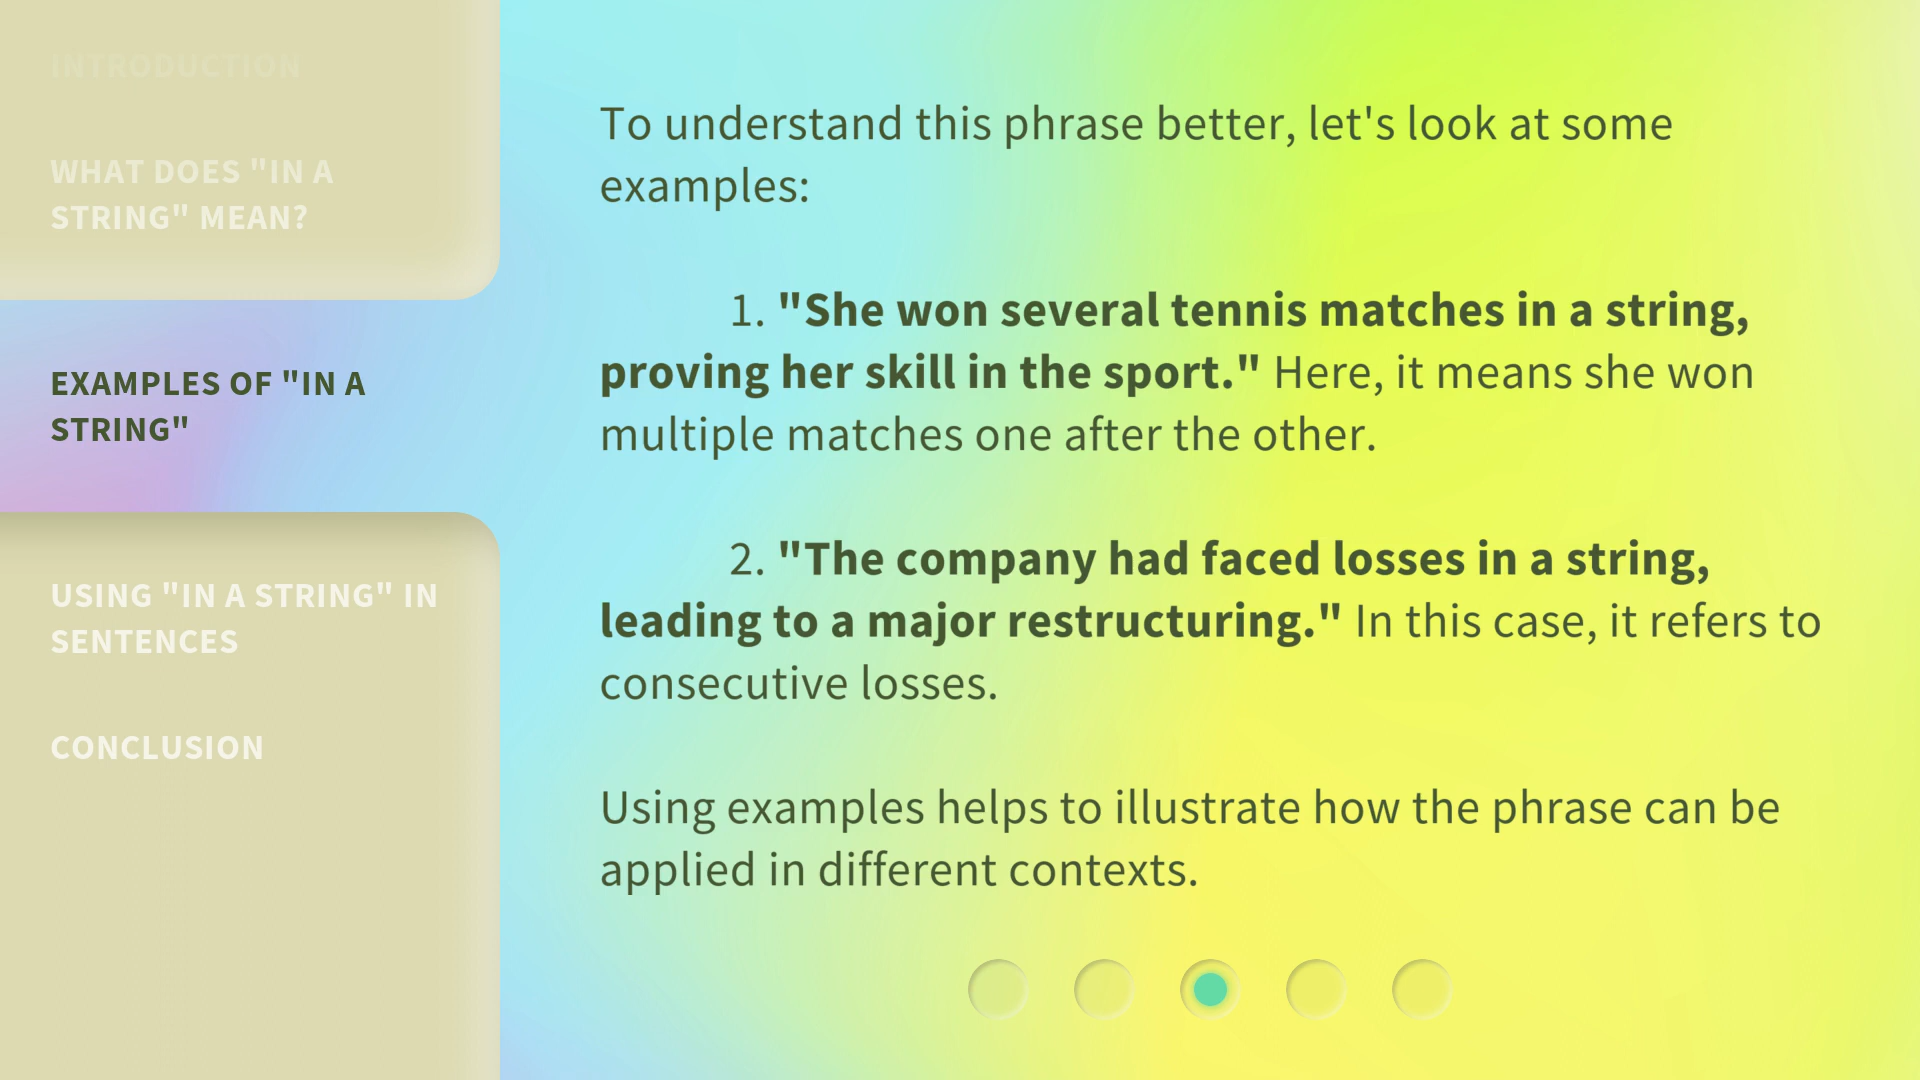 INTRODUCTION
WHAT DOES "IN A
STRING" MEAN?
EXAMPLES OF "IN A
STRING"
USING "IN A STRING" IN
SENTENCES
CONCLUSION
To understand this phrase better, let's look at some
examples:
1. "She won several tennis matches in a string,
proving her skill in the sport." Here, it means she won
multiple matches one after the other.
2. "The company had faced losses in a string,
leading to a major restructuring." In this case, it refers to
consecutive losses.
Using examples helps to illustrate how the phrase can be
applied in different contexts.